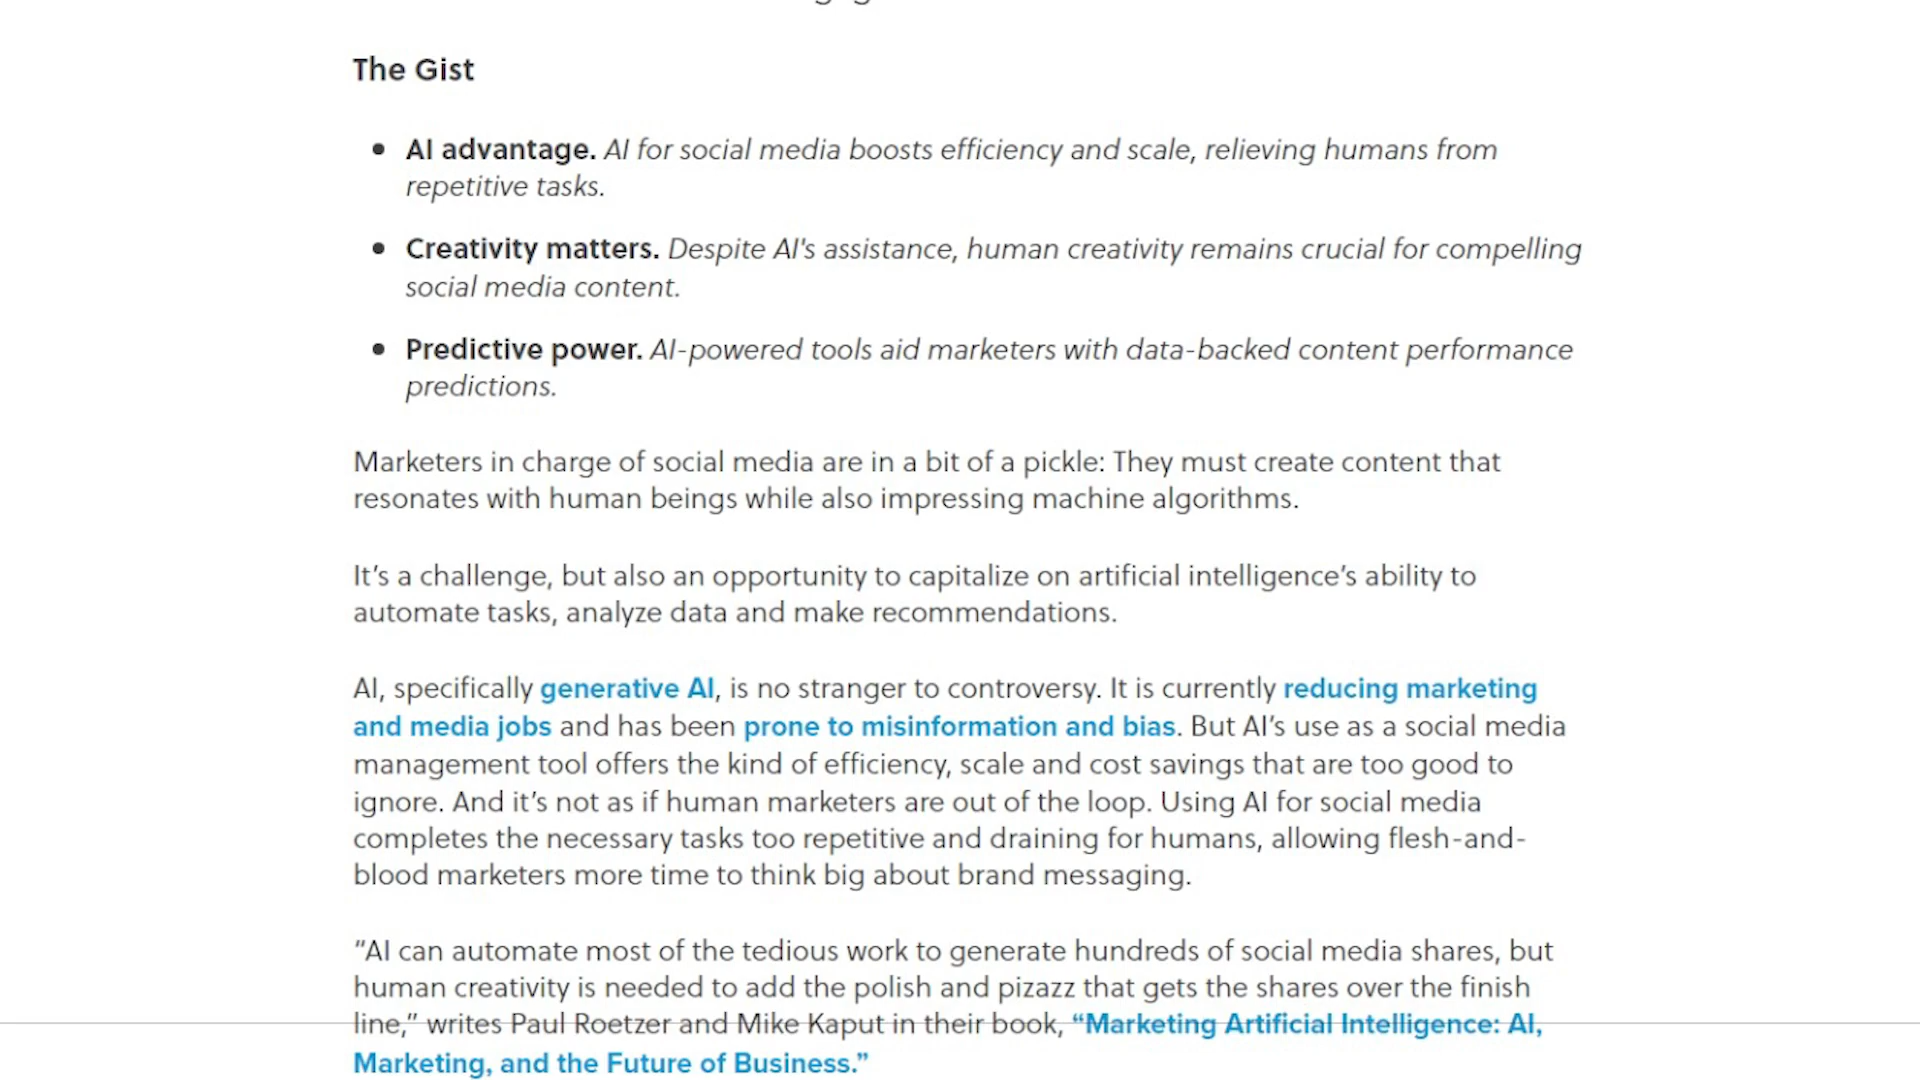 The Gist
• AI advantage. AI for social media boosts efficiency and scale, relieving humans from
repetitive tasks.
• Creativity matters. Despite AI's assistance, human creativity remains crucial for compelling
social media content.
• Predictive power. AI-powered tools aid marketers with data-backed content performance
predictions.
Marketers in charge of social media are in a bit of a pickle: They must create content that
resonates with human beings while also impressing machine algorithms.
It’s a challenge, but also an opportunity to capitalize on artificial intelligence’s ability to
automate tasks, analyze data and make recommendations.
AI, specifically generative AI, is no stranger to controversy. It is currently reducing marketing
and media jobs and has been prone to misinformation and bias. But AI’s use as a social media
management tool offers the kind of efficiency, scale and cost savings that are too good to
ignore. And it’s not as if human marketers are out of the loop. Using AI for social media
completes the necessary tasks too repetitive and draining for humans, allowing flesh-and-
blood marketers more time to think big about brand messaging.
“AI can automate most of the tedious work to generate hundreds of social media shares, but
human creativity is needed to add the polish and pizazz that gets the shares over the finish
line,” writes Paul Roetzer and Mike Kaput in their book, “Marketing Artificial Intelligence: AI,
Marketing, and the Future of Business.”